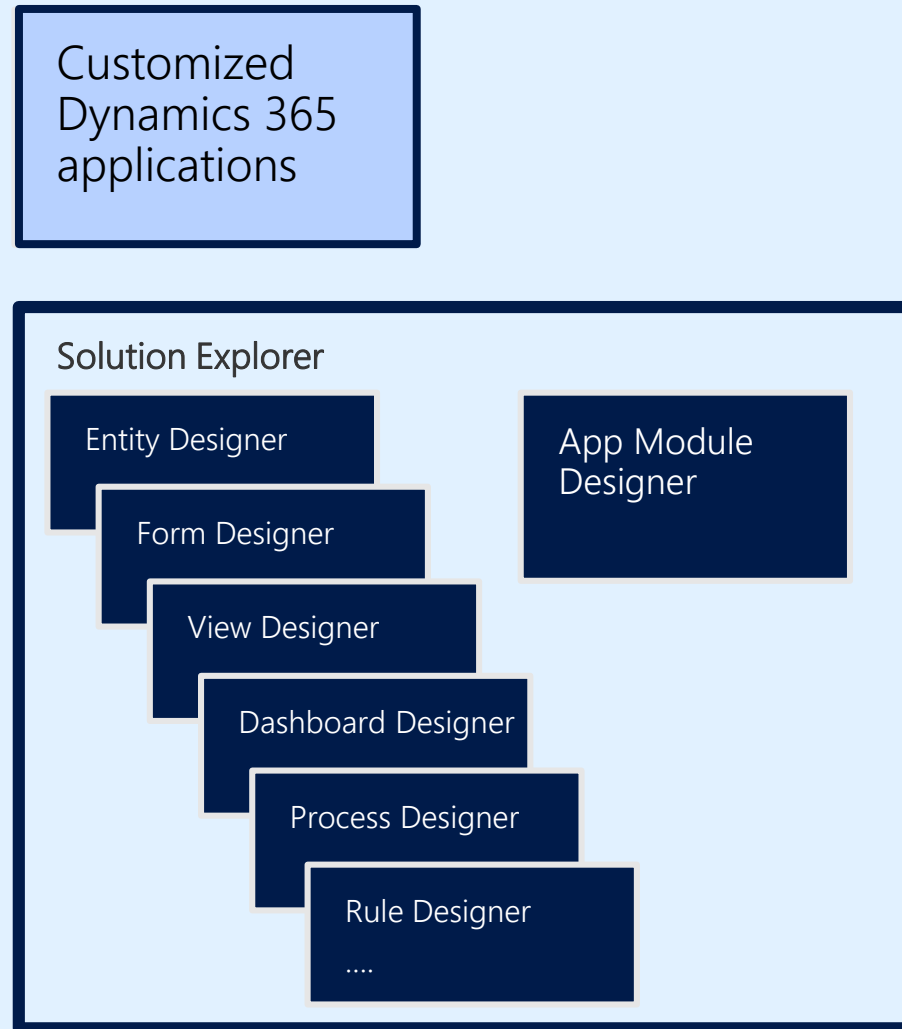 Customized
Dynamics 365
applications
Solution Explorer
Entity Designer
Form Designer
View Designer
Dashboard Designer
Process Designer
Rule Designer
....
App Module
Designer